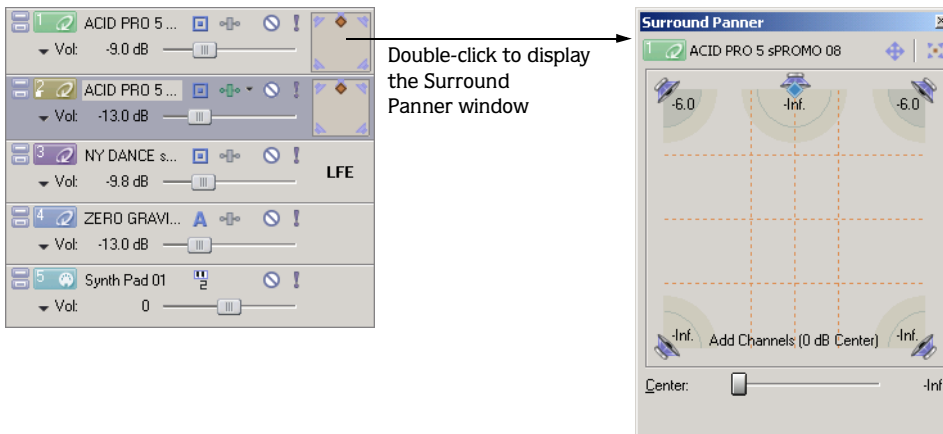 1 ACID PRO 5 ...
Vol: -9.0 dB
2 ACID PRO 5...
Vol: -13.0 dB
3 NY DANCE s...
Vol: -9.8 dB
LFE
4 ZERO GRAVI... A
Vol: -13.0 dB
5 Synth Pad 01 2
Vol: 0
Double-click to display
the Surround
Panner window
Surround Panner
1 ACID PRO 5 sPROMO 08
-6.0 -Inf. -6.0
-Inf. Add Channels (0 dB Center) -Inf.
Center: -Inf